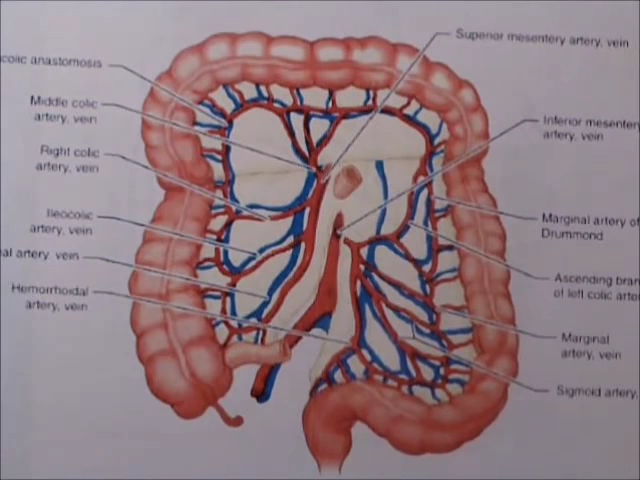 Superior mesentery artery, vein
colic anastomosis
Middle colic
artery, vein
Right colic
artery, vein
Ileocolic
artery, vein
al artery, vein
Hemorrhoidal
artery, vein
Inferior mesenter
artery, vein
Marginal artery of
Drummond
Ascending bran
of left colic arte
Marginal
artery, vein
Sigmoid artery,